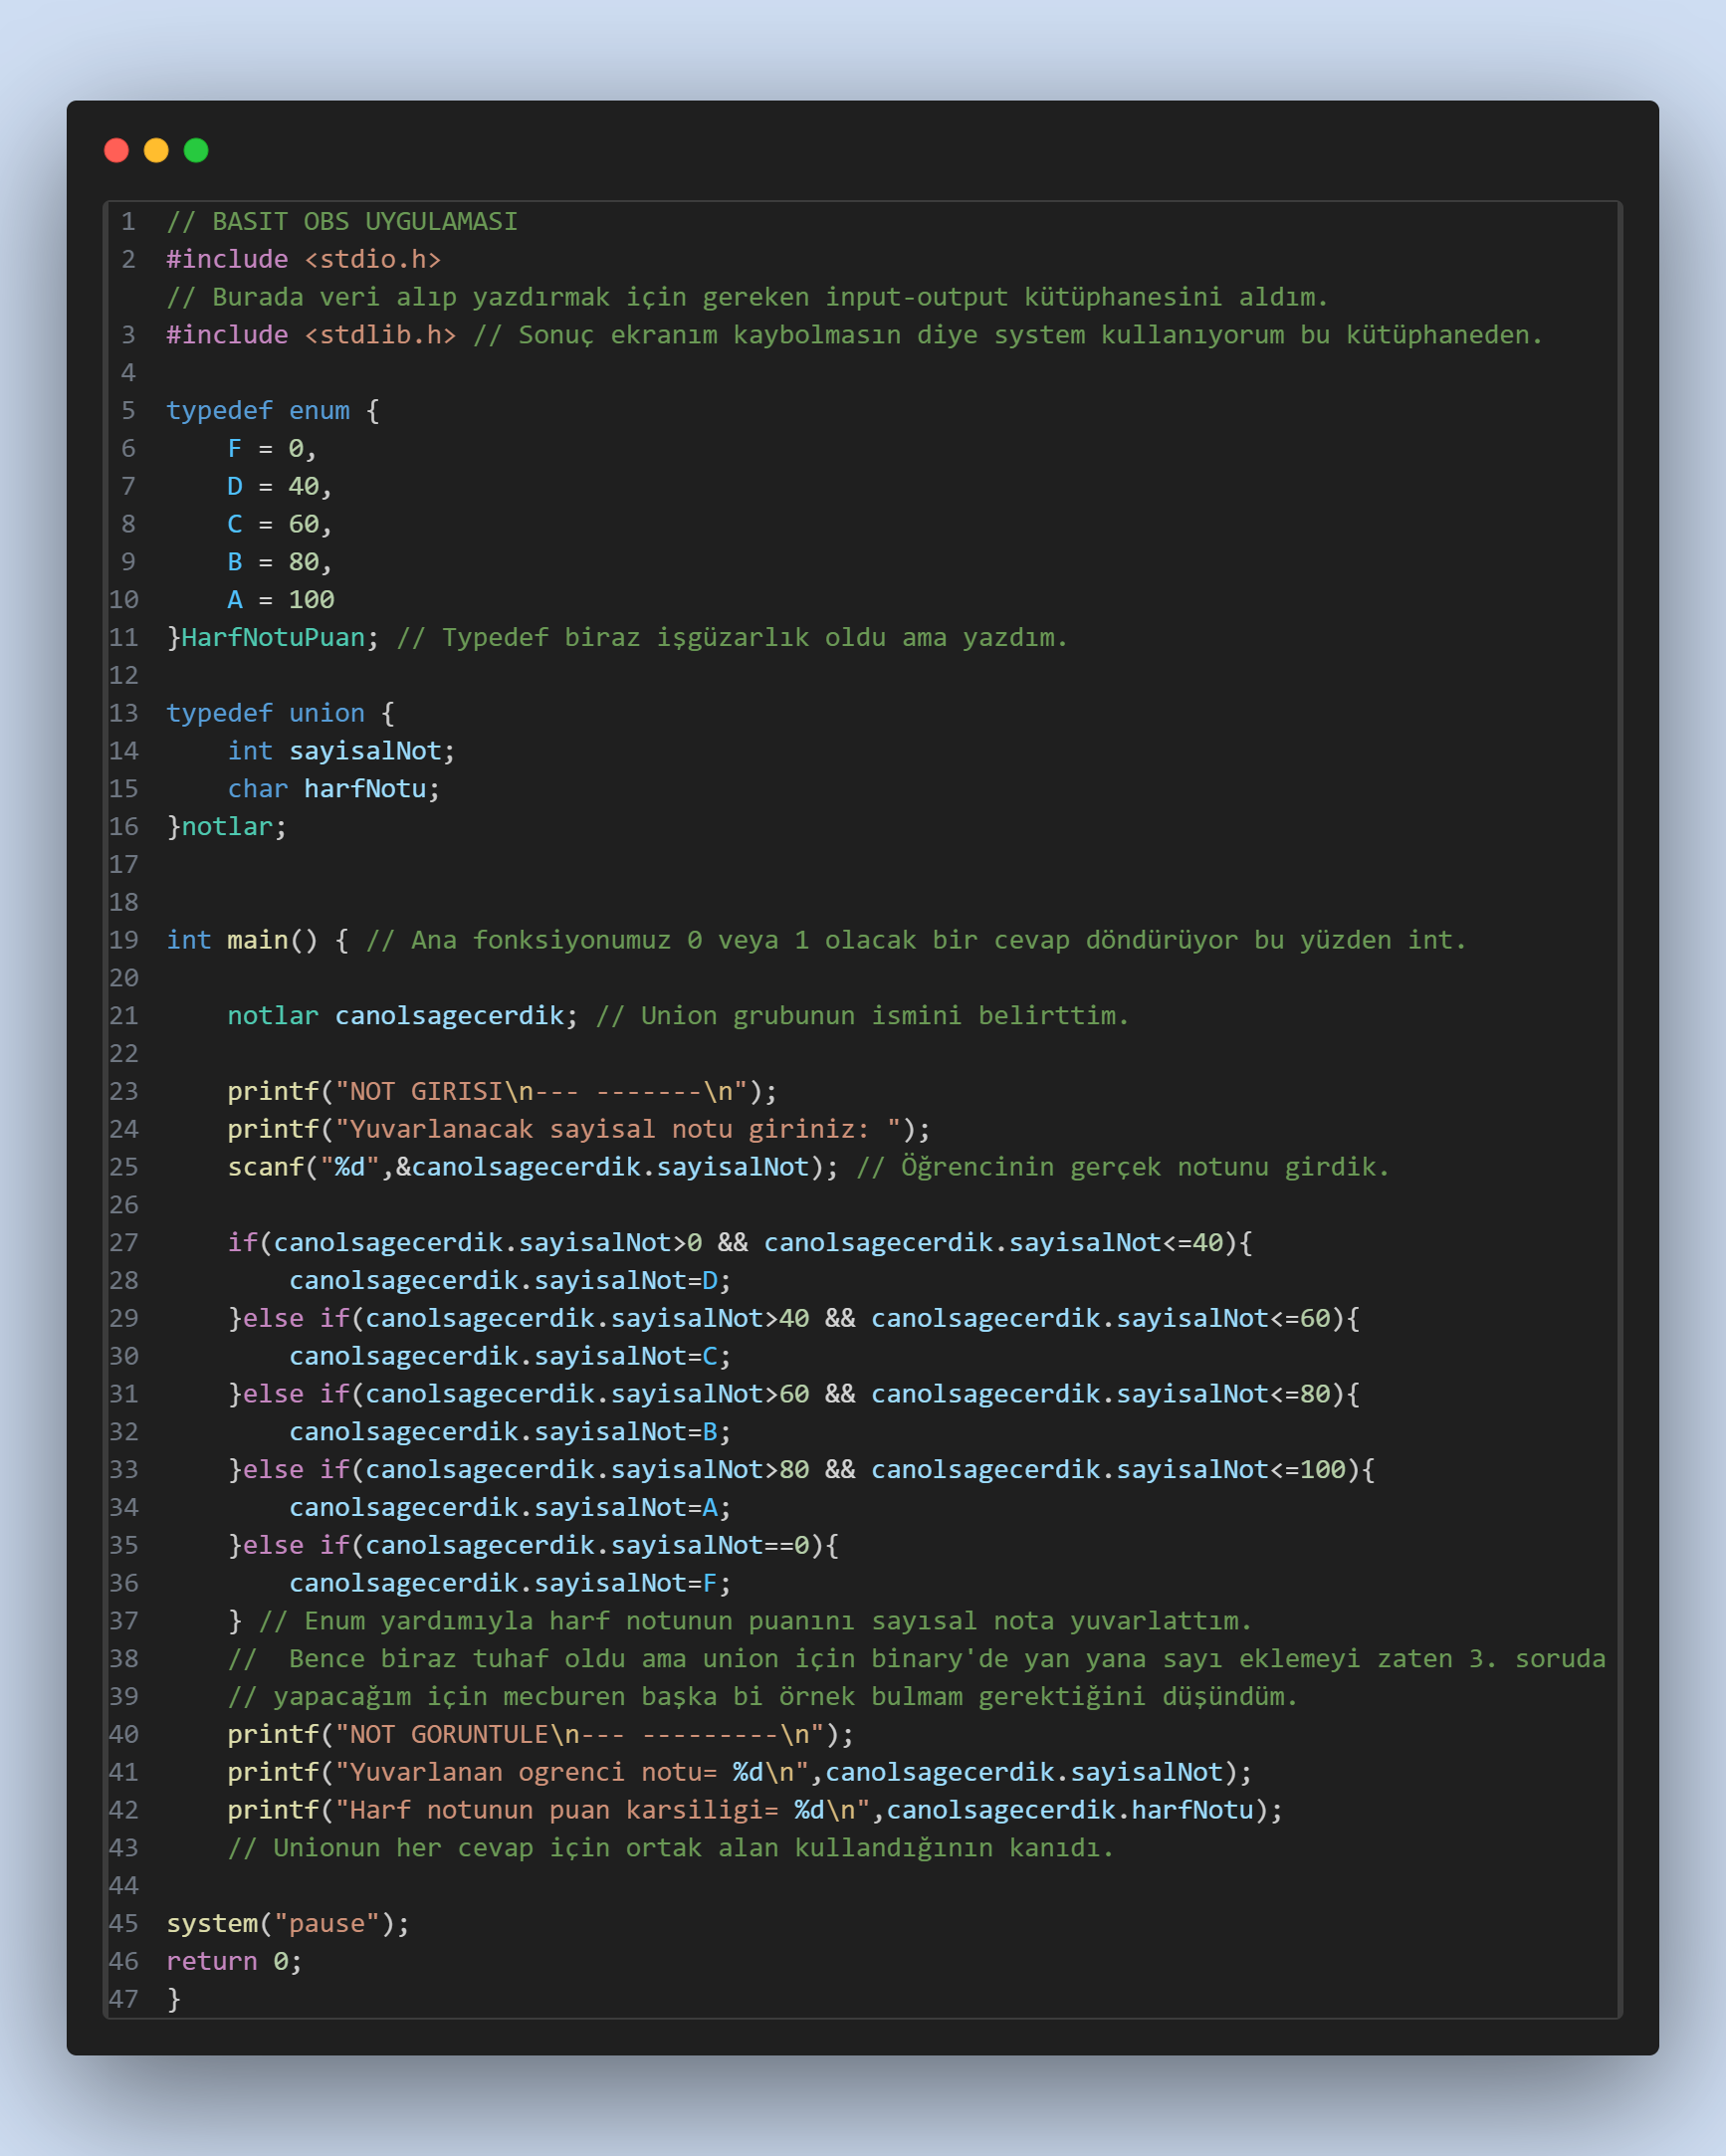 1 // BASIT OBS UYGULAMASI
2 #include <stdio.h>
// Burada veri alıp yazdırmak için gereken input-output kütüphanesini aldım.
3 #include <stdlib.h> // Sonuç ekranım kaybolmasın diye system kullanıyorum bu kütüphaneden.
4
5 typedef enum {
6     F = 0,
7     D = 40,
8     C = 60,
9     B = 80,
10     A = 100
11 }HarfNotuPuan; // Typedef biraz işgüzarlık oldu ama yazdım.
12
13 typedef union {
14     int sayisalNot;
15     char harfNotu;
16 }notlar;
17
18
19 int main() { // Ana fonksiyonumuz 0 veya 1 olacak bir cevap döndürüyor bu yüzden int.
20
21     notlar canolsagecerdik; // Union grubunun ismini belirttim.
22
23     printf("NOT GIRISI\n--- -------\n");
24     printf("Yuvarlanacak sayisal notu giriniz: ");
25     scanf("%d",&canolsagecerdik.sayisalNot); // Öğrencinin gerçek notunu girdik.
26
27     if(canolsagecerdik.sayisalNot>0 && canolsagecerdik.sayisalNot<=40){
28         canolsagecerdik.sayisalNot=D;
29     }else if(canolsagecerdik.sayisalNot>40 && canolsagecerdik.sayisalNot<=60){
30         canolsagecerdik.sayisalNot=C;
31     }else if(canolsagecerdik.sayisalNot>60 && canolsagecerdik.sayisalNot<=80){
32         canolsagecerdik.sayisalNot=B;
33     }else if(canolsagecerdik.sayisalNot>80 && canolsagecerdik.sayisalNot<=100){
34         canolsagecerdik.sayisalNot=A;
35     }else if(canolsagecerdik.sayisalNot==0){
36         canolsagecerdik.sayisalNot=F;
37     } // Enum yardımıyla harf notunun puanını sayısal nota yuvarlattım.
38     //  Bence biraz tuhaf oldu ama union için binary'de yan yana sayı eklemeyi zaten 3. soruda
39     // yapacağım için mecburen başka bi örnek bulmam gerektiğini düşündüm.
40     printf("NOT GORUNTULE\n--- ---------\n");
41     printf("Yuvarlanan ogrenci notu= %d\n",canolsagecerdik.sayisalNot);
42     printf("Harf notunun puan karsiligi= %d\n",canolsagecerdik.harfNotu);
43     // Unionun her cevap için ortak alan kullandığının kanıdı.
44
45 system("pause");
46 return 0;
47 }